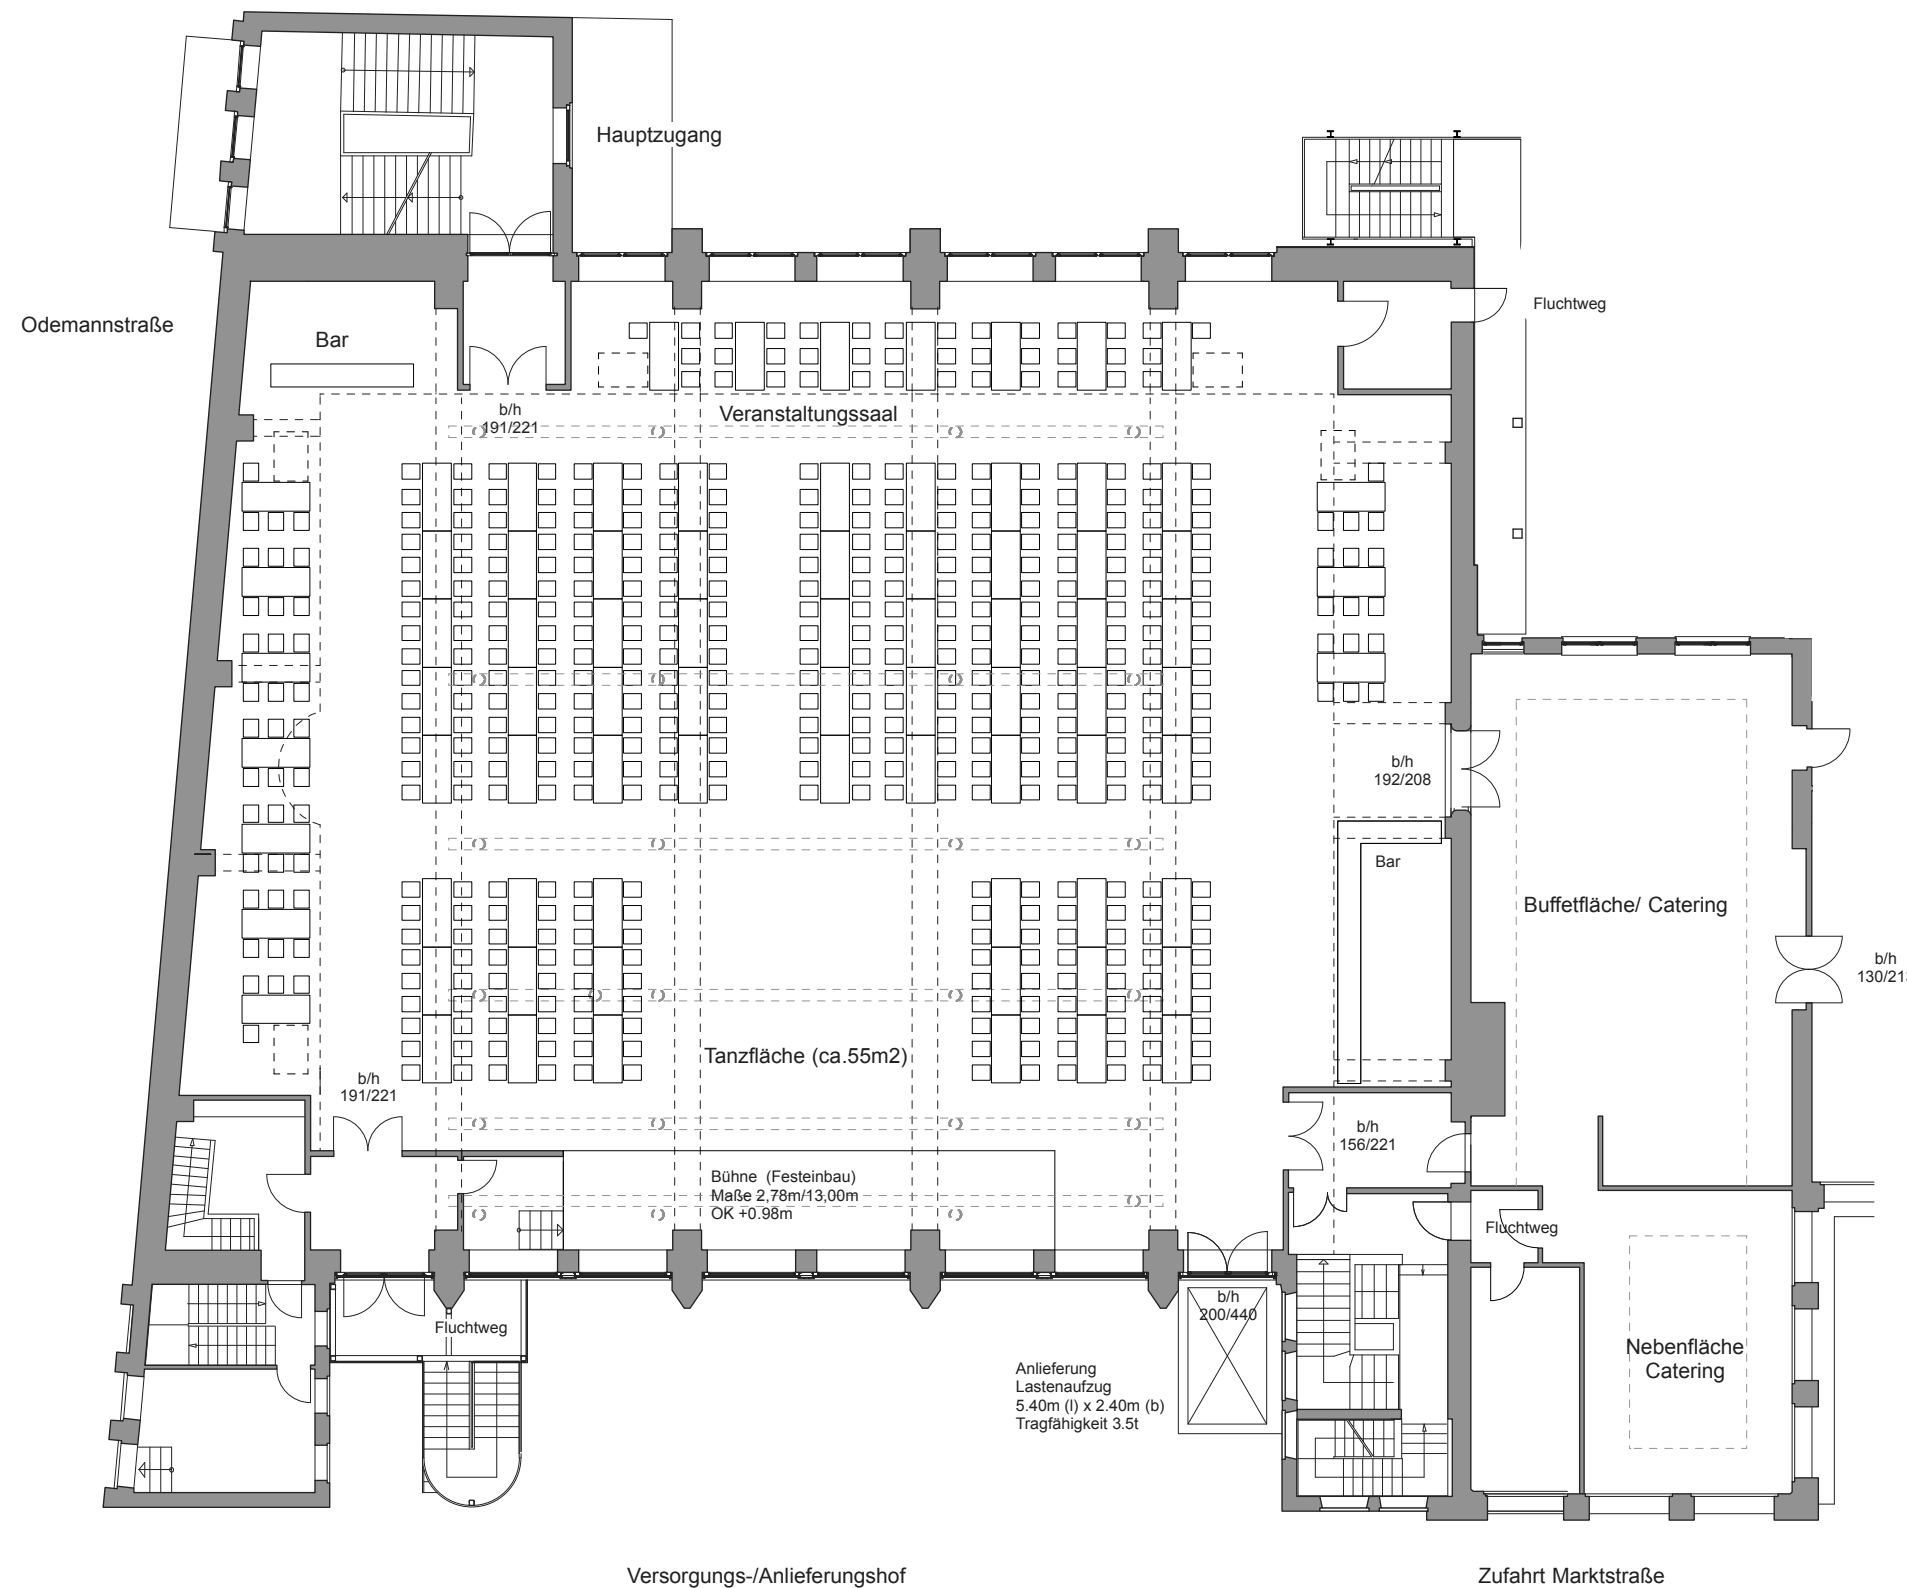 Hauptzugang
Fluchtweg
Odemannstraße
Bar
b/h
191/221
Veranstaltungssaal
b/h
192/208
Bar
Buffetfläche/ Catering
b/h
Tanzfläche (ca.55m2)
b/h
191/221
b/h
156/221
Bühne  (Festeinbau)
Maße 2,78m/13,00m
OK +0.98m
Fluchtweg
b/h
200/440
Fluchtweg
Nebenfläche
Catering
Anlieferung
Lastenaufzug
5.40m (l) x 2.40m (b)
Tragfähigkeit 3.5t
Versorgungs-/Anlieferungshof
Zufahrt Marktstraße